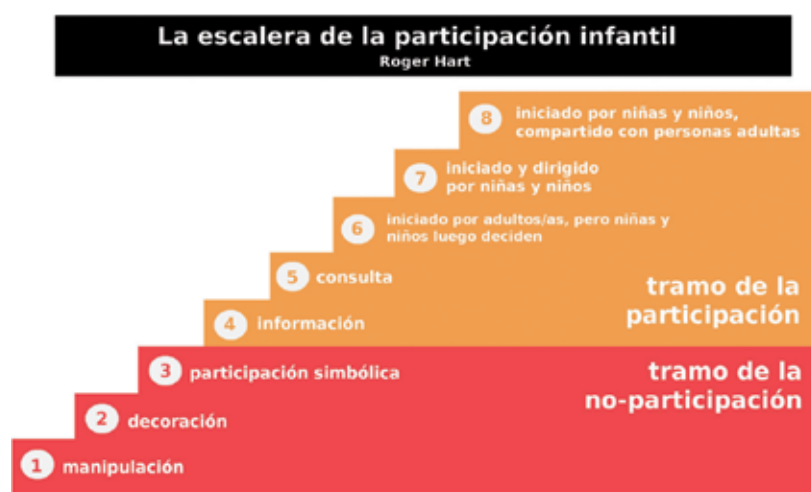 La escalera de la participación infantil
Roger Hart
8 iniciado por niñas y niños,
compartido con personas adultas
7 iniciado y dirigido
por niñas y niños
6 iniciado por adultos/as, pero niñas y
niños luego deciden
5 consulta
4 información
tramo de la
participación
3 participación simbólica
2 decoración
1 manipulación
tramo de la
no-participación